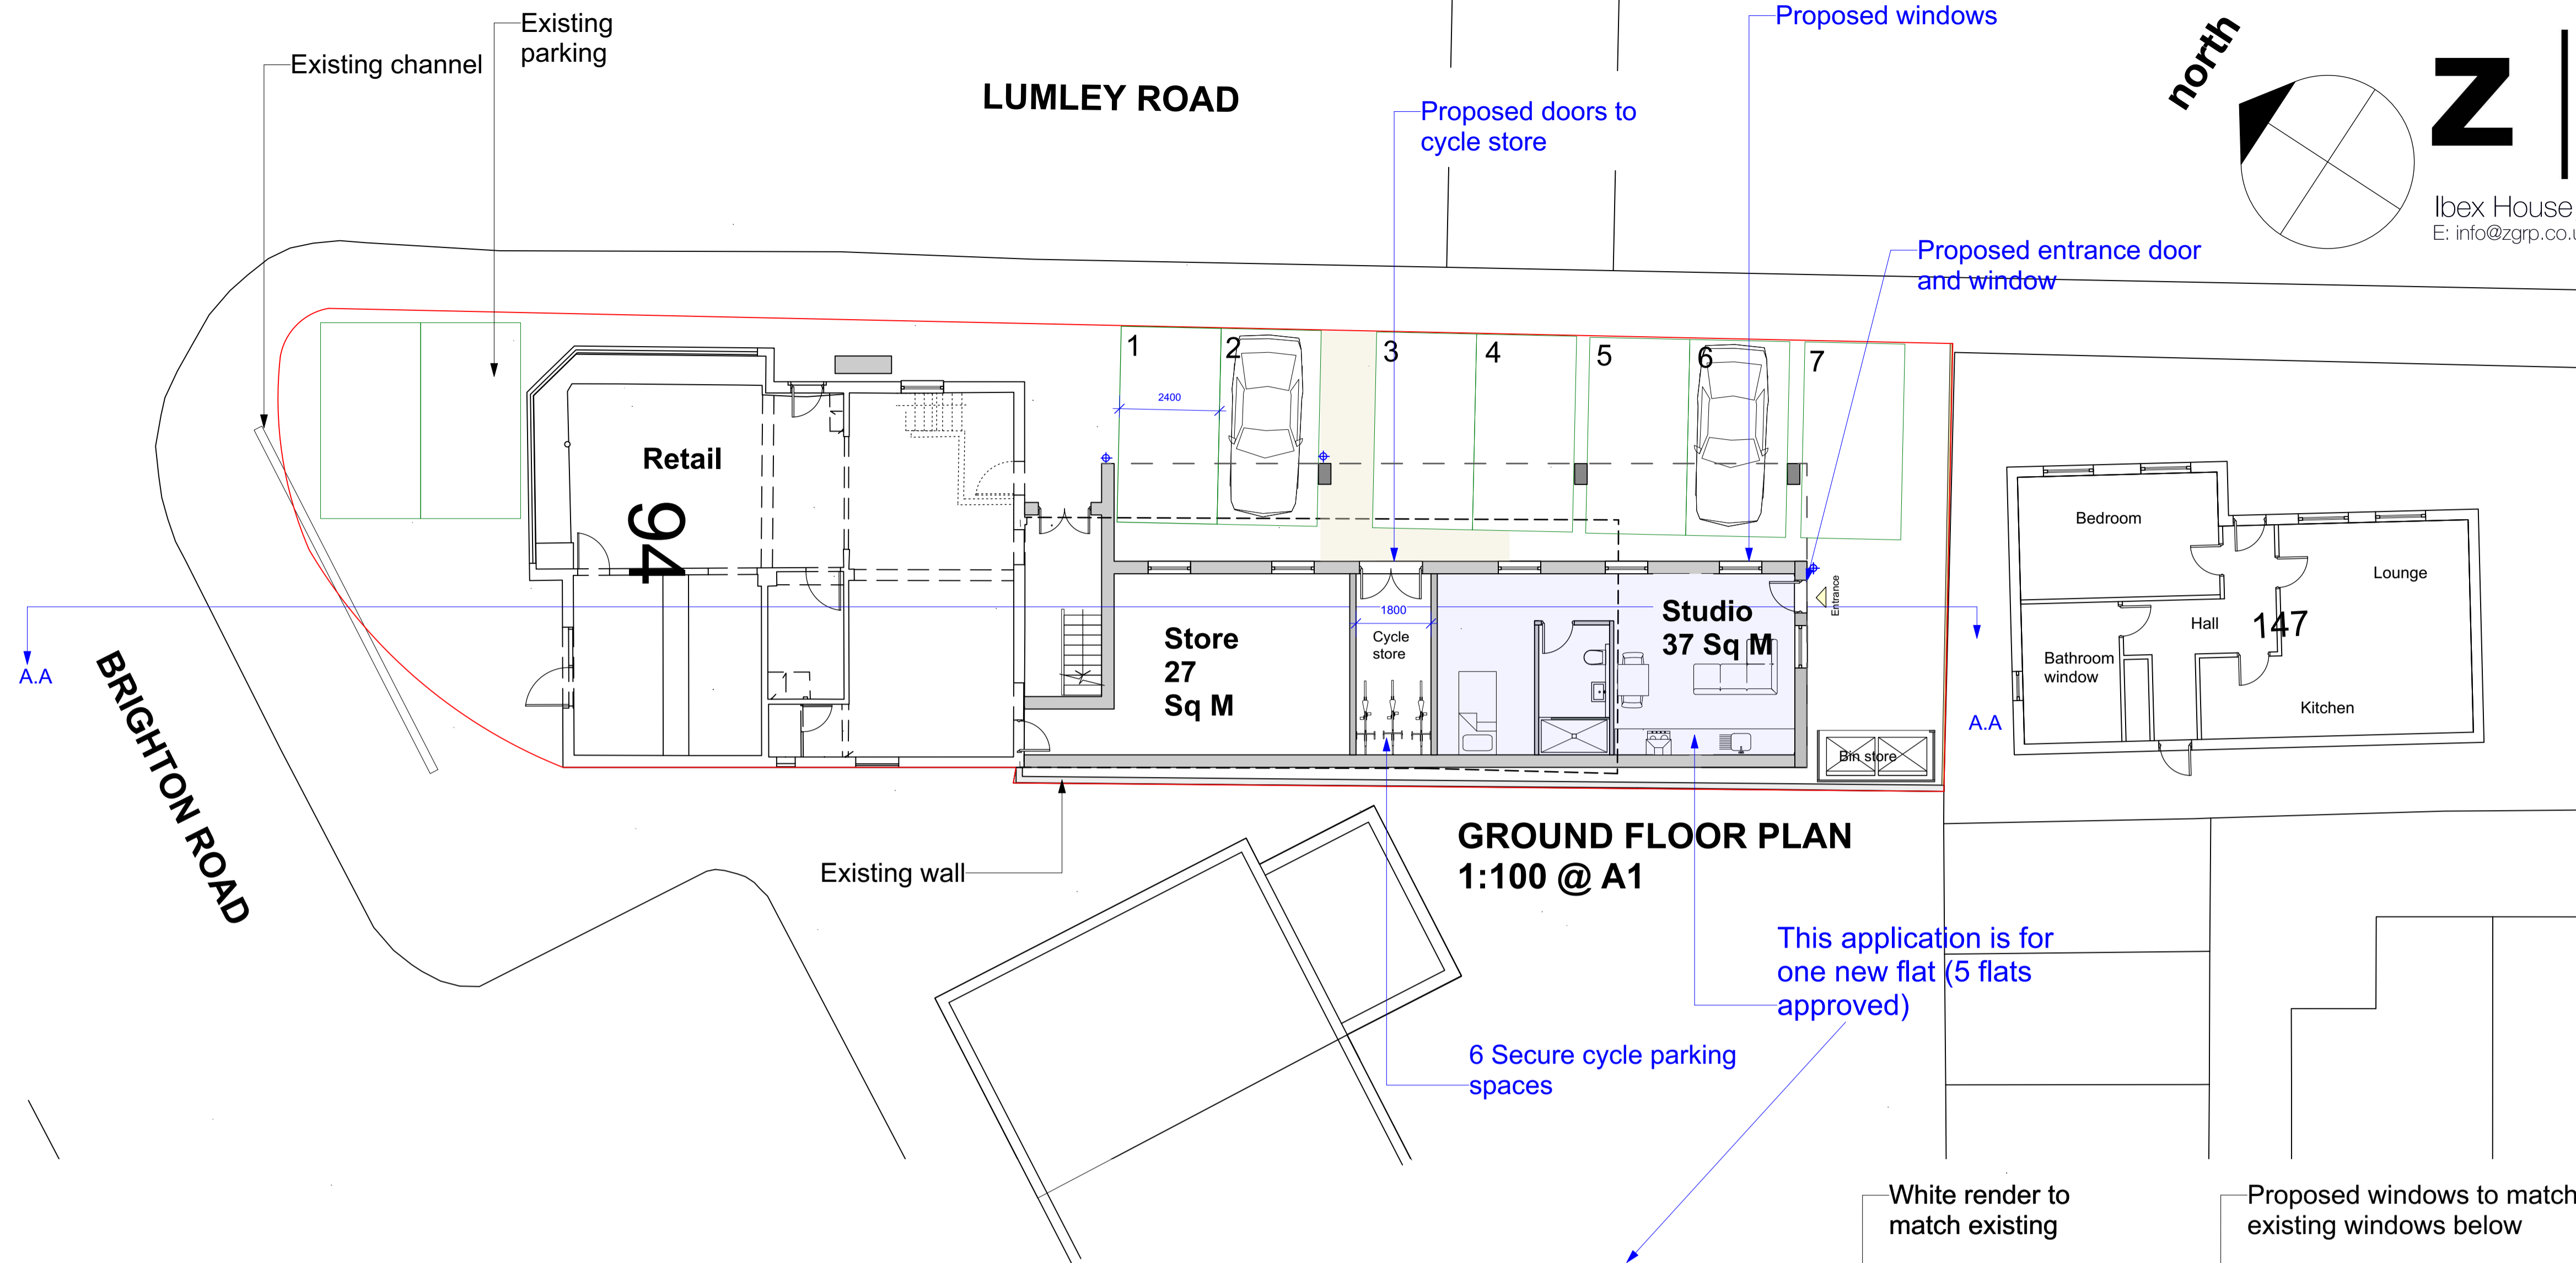 Existing
parking
Existing channel
LUMLEY ROAD
Proposed windows
Proposed doors to
cycle store
north
Z
Ibex House
E: info@zgrp.co.u
Proposed entrance door
and window
1
2
3
4
5
6
7
2400
Retail
94
Entrance
Studio
37 Sq M
1800
Cycle
store
Store
27
Sq M
Bedroom
Lounge
Hall
147
Bathroom
window
Kitchen
A.A
A.A
Bin store
BRIGHTON ROAD
Existing wall
GROUND FLOOR PLAN
1:100 @ A1
This application is for
one new flat (5 flats
approved)
6 Secure cycle parking
spaces
White render to
match existing
Proposed windows to match
existing windows below